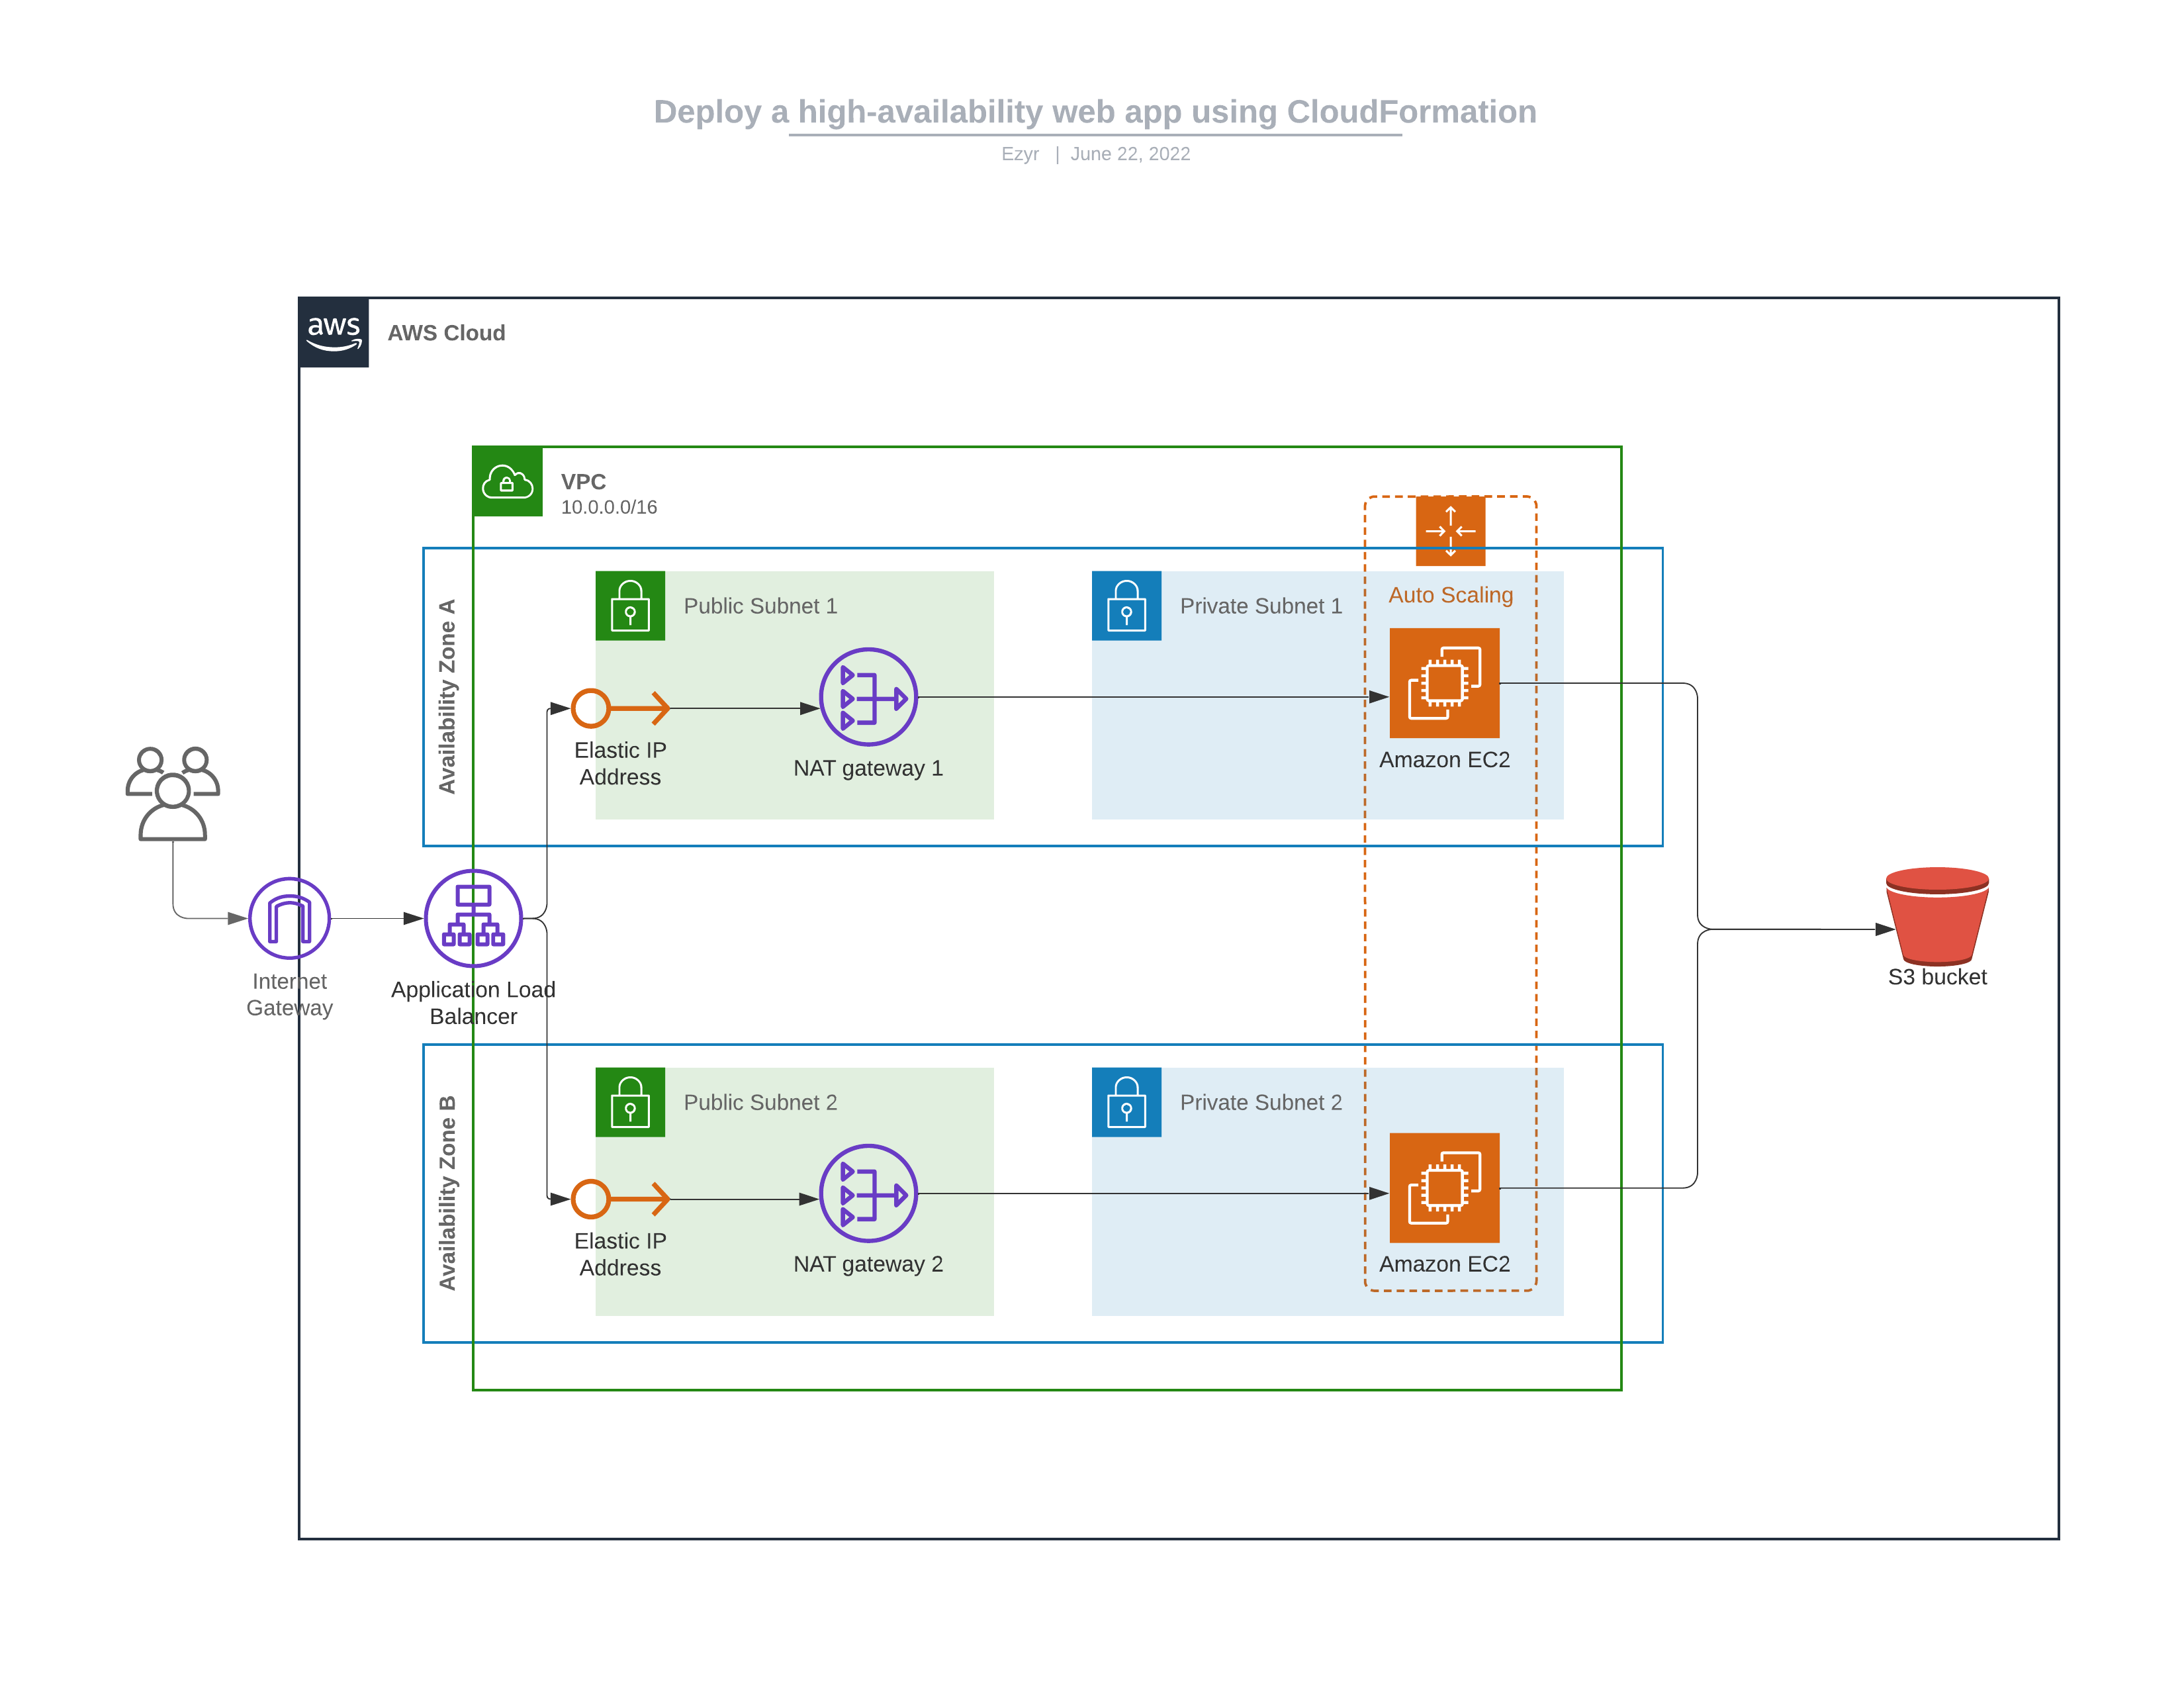 Deploy a high-availability web app using CloudFormation
Ezyr | June 22, 2022
aws
AWS Cloud
VPC
10.0.0.0/16
Availability Zone A
Public Subnet 1
Private Subnet 1
Auto Scaling
Elastic IP
Address
NAT gateway 1
Amazon EC2
Internet
Gateway
Application Load
Balancer
S3 bucket
Availability Zone B
Public Subnet 2
Private Subnet 2
Elastic IP
Address
NAT gateway 2
Amazon EC2